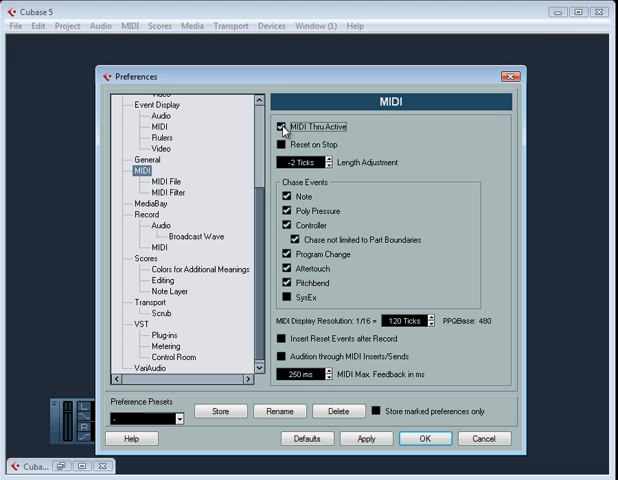 Cubase 5
File Edit Project Audio MIDI Scores Media Transport Devices Window (1) Help
Preferences
Video
Event Display
Audio
MIDI
Rulers
Video
General
MIDI
MIDI File
MIDI Filter
MediaBay
Record
Audio
Broadcast Wave
MIDI
Scores
Colors for Additional Meanings
Editing
Note Layer
Transport
Scrub
VST
Plug-ins
Metering
Control Room
VariAudio
MIDI
MIDI Thru Active
Reset on Stop
-2 Ticks Length Adjustment
Chase Events
Note
Poly Pressure
Controller
Chase not limited to Part Boundaries
Program Change
Aftertouch
Pitchbend
SysEx
MIDI Display Resolution: 1/16 = 120 Ticks PPQBase: 480
Insert Reset Events after Record
Audition through MIDI Inserts/Sends
250 ms MIDI Max. Feedback in ms
Preference Presets
-
Store Rename Delete Store marked preferences only
Help Defaults Apply OK Cancel
L
R
Cuba...